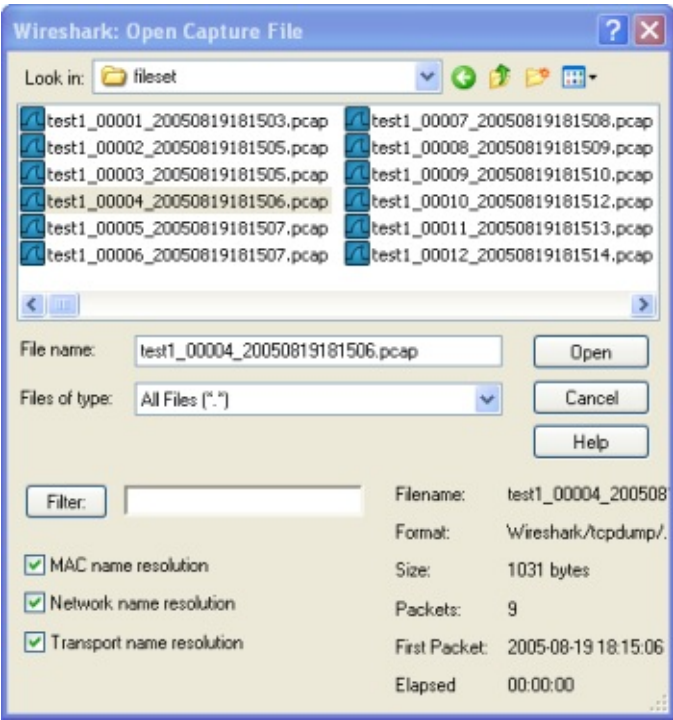 Wireshark: Open Capture File
Look in: fileset
test1_00001_20050819181503.pcap
test1_00002_20050819181505.pcap
test1_00003_20050819181505.pcap
test1_00004_20050819181506.pcap
test1_00005_20050819181507.pcap
test1_00006_20050819181507.pcap
test1_00007_20050819181508.pcap
test1_00008_20050819181509.pcap
test1_00009_20050819181510.pcap
test1_00010_20050819181512.pcap
test1_00011_20050819181513.pcap
test1_00012_20050819181514.pcap
File name: test1_00004_20050819181506.pcap Open
Files of type: All Files (*.*) Cancel
Help
Filter:
MAC name resolution
Network name resolution
Transport name resolution
Filename: test1_00004_200508
Format: Wireshark/tcpdump/.
Size: 1031 bytes
Packets: 9
First Packet: 2005-08-19 18:15:06
Elapsed 00:00:00